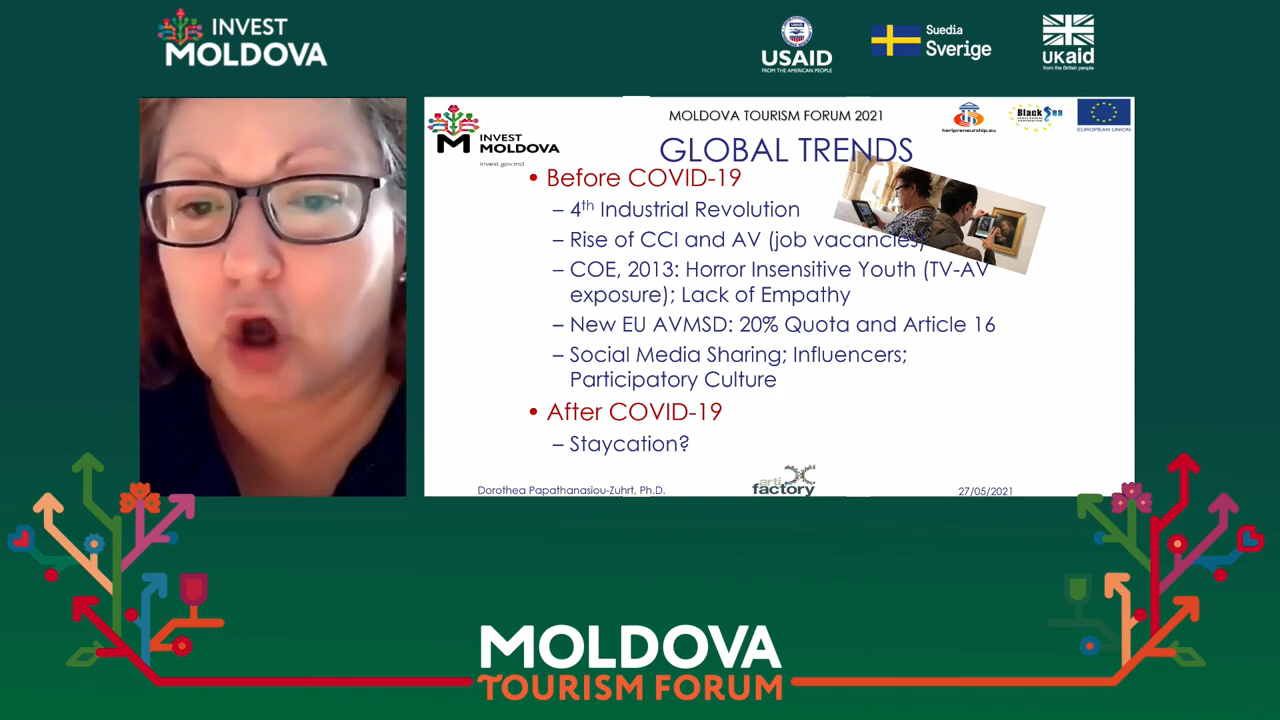 INVEST
MOLDOVA
USAID
FROM THE AMERICAN PEOPLE
Suedia
Sverige
UKaid
from the British people
INVEST
MOLDOVA
invest.gov.md
MOLDOVA TOURISM FORUM 2021
heripreneurship.eu
Black Sea
EUROPEAN UNION
GLOBAL TRENDS
• Before COVID-19
– 4th Industrial Revolution
– Rise of CCI and AV (job vacancies)
– COE, 2013: Horror Insensitive Youth (TV-AV
exposure); Lack of Empathy
– New EU AVMSD: 20% Quota and Article 16
– Social Media Sharing; Influencers;
Participatory Culture
• After COVID-19
– Staycation?
Dorothea Papathanasiou-Zuhrt, Ph.D.
arti
factory
27/05/2021
MOLDOVA
TOURISM FORUM